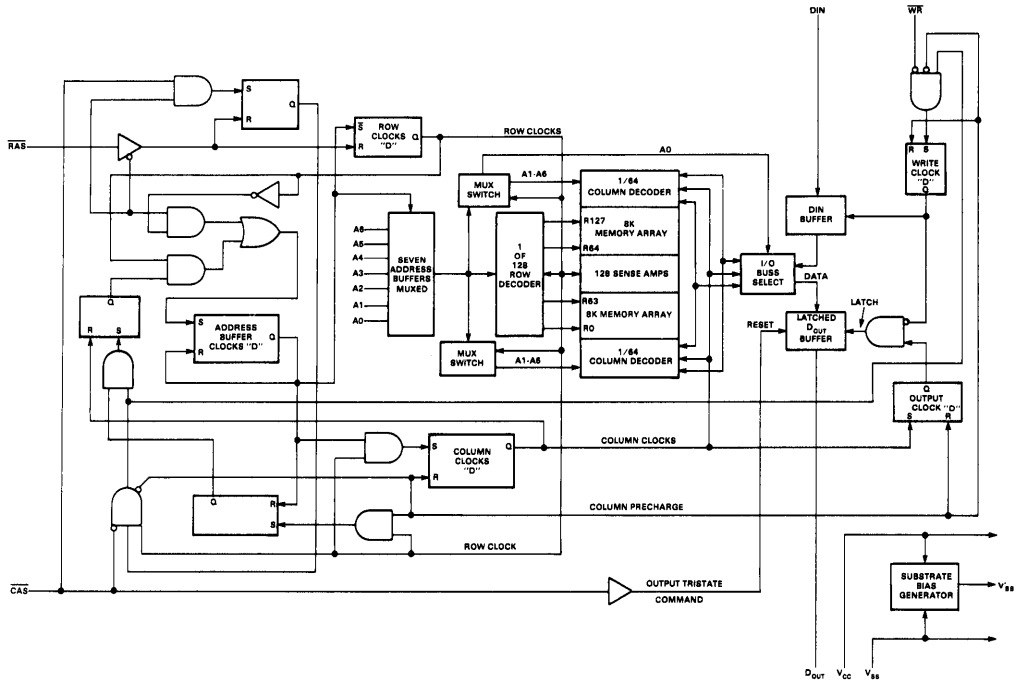 DIN
W̅R̅
S
Q
R
R̅A̅S̅
S̅
ROW CLOCKS "D"
Q
R
ROW CLOCKS
A0
R S
WRITE CLOCK "D"
Q
MUX SWITCH
A1-A6
1/64 COLUMN DECODER
DIN BUFFER
A6
A5
A4
A3
A2
A1
A0
SEVEN ADDRESS BUFFERS MUXED
1 OF 128 ROW DECODER
R127
R64
8K MEMORY ARRAY
128 SENSE AMPS
R63
R0
8K MEMORY ARRAY
I/O BUSS SELECT
DATA
Q
R S
S
ADDRESS BUFFER CLOCKS "D"
Q
R
MUX SWITCH
A1-A6
1/64 COLUMN DECODER
RESET
LATCHED DOUT BUFFER
LATCH
Q
OUTPUT CLOCK "D"
S R
S
COLUMN CLOCKS "D"
Q
R
COLUMN CLOCKS
Q
R
S
COLUMN PRECHARGE
ROW CLOCK
C̅A̅S̅
OUTPUT TRISTATE COMMAND
SUBSTRATE BIAS GENERATOR
V'BB
DOUT
VCC
VSS